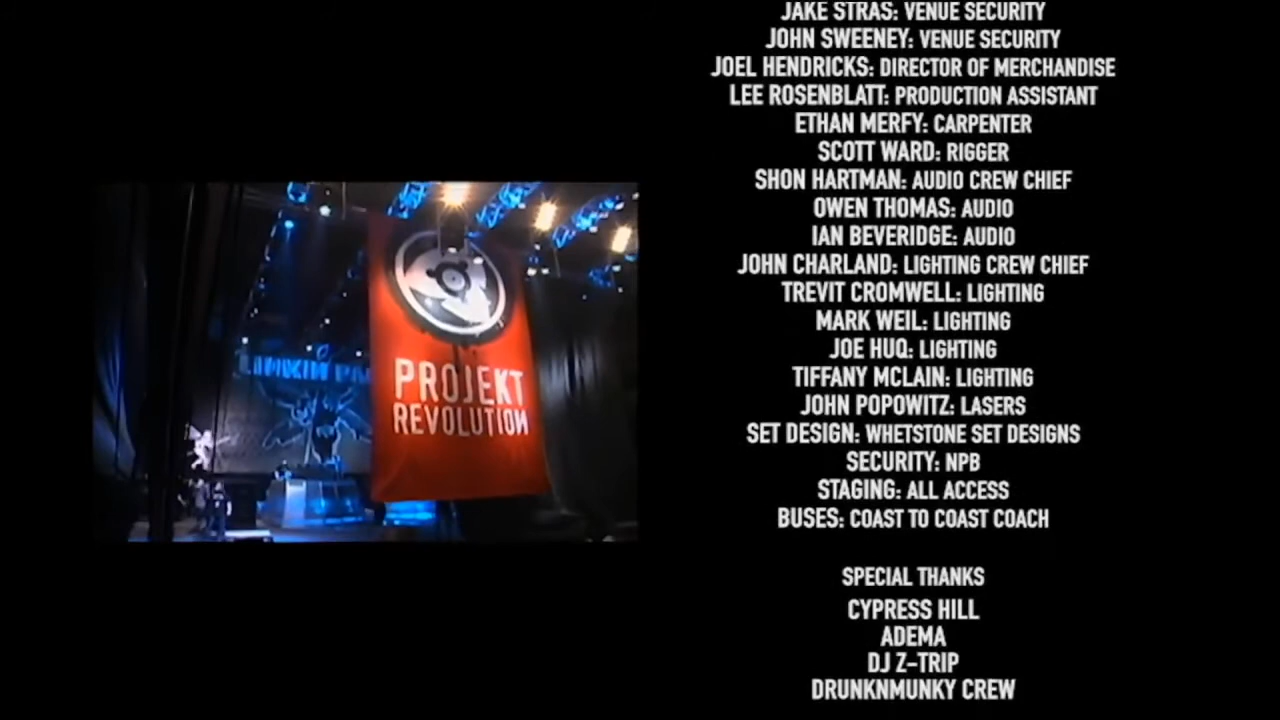 JAKE STRAS: VENUE SECURITY
JOHN SWEENEY: VENUE SECURITY
JOEL HENDRICKS: DIRECTOR OF MERCHANDISE
LEE ROSENBLATT: PRODUCTION ASSISTANT
ETHAN MERFY: CARPENTER
SCOTT WARD: RIGGER
SHON HARTMAN: AUDIO CREW CHIEF
OWEN THOMAS: AUDIO
IAN BEVERIDGE: AUDIO
JOHN CHARLAND: LIGHTING CREW CHIEF
TREVIT CROMWELL: LIGHTING
MARK WEIL: LIGHTING
JOE HUQ: LIGHTING
TIFFANY MCLAIN: LIGHTING
JOHN POPOWITZ: LASERS
SET DESIGN: WHETSTONE SET DESIGNS
SECURITY: NPB
STAGING: ALL ACCESS
BUSES: COAST TO COAST COACH
SPECIAL THANKS
CYPRESS HILL
ADEMA
DJ Z-TRIP
DRUNKNMUNKY CREW
LINKIN PA
PROJEKT
REVOLUTION